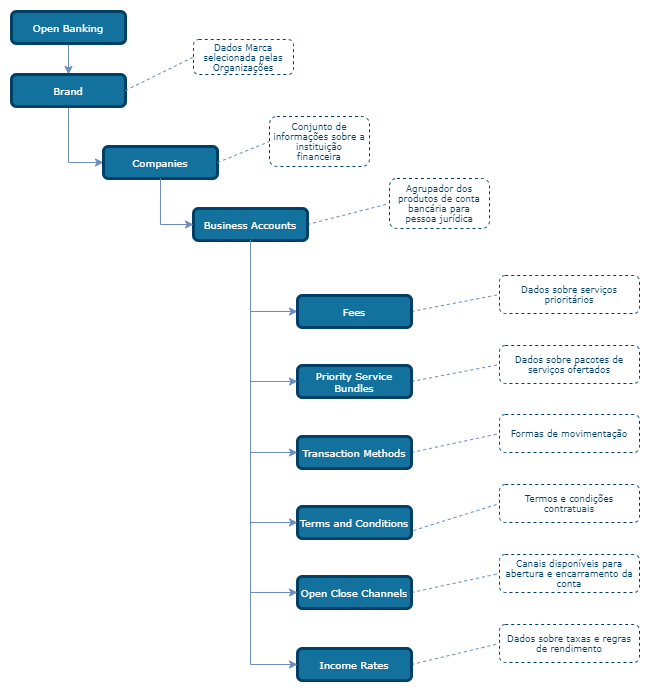 Open Banking
Dados Marca
selecionada pelas
Organizações
Brand
Conjunto de
informações sobre a
instituição
financeira
Companies
Agrupador dos
produtos de conta
bancária para
pessoa jurídica
Business Accounts
Dados sobre serviços
prioritários
Fees
Dados sobre pacotes de
serviços ofertados
Priority Service
Bundles
Formas de movimentação
Transaction Methods
Termos e condições
contratuais
Terms and Conditions
Canais disponíveis para
abertura e encarramento da
conta
Open Close Channels
Dados sobre taxas e regras
de rendimento
Income Rates